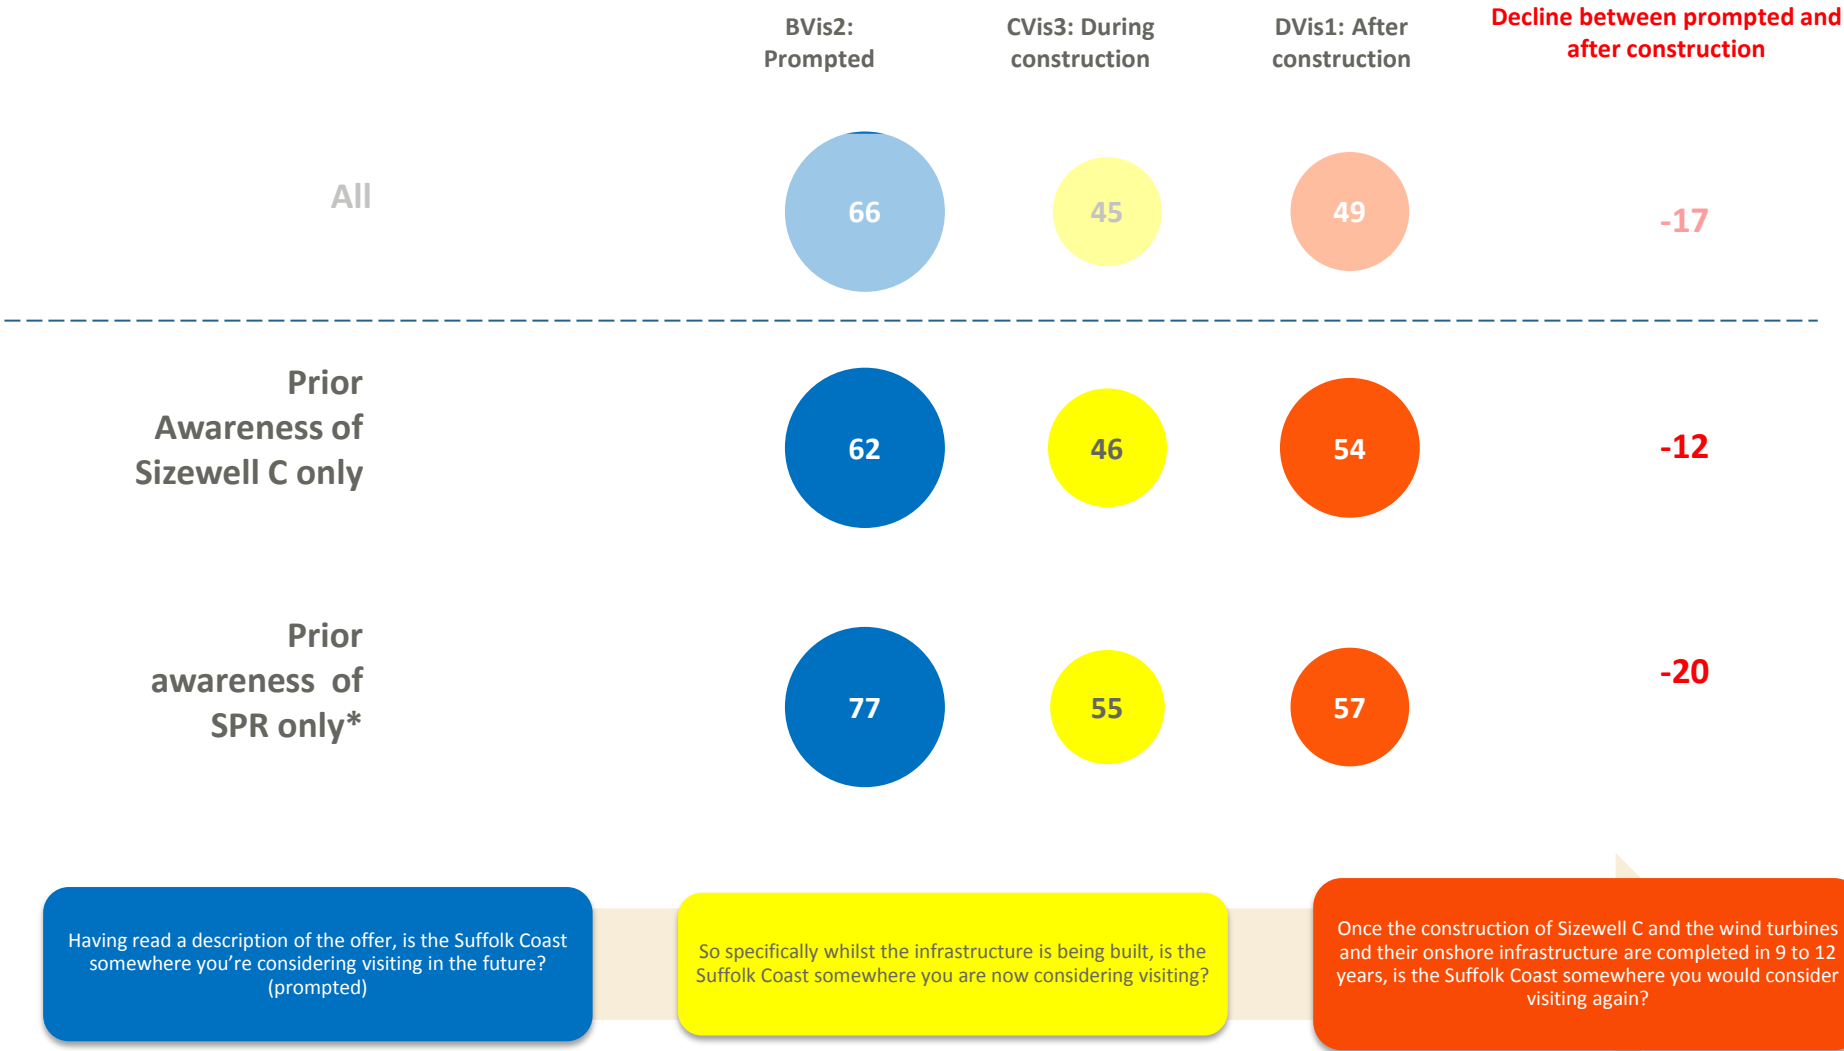 BVis2:
Prompted
CVis3: During
construction
DVis1: After
construction
Decline between prompted and
after construction
All
66
45
49
-17
Prior
Awareness of
Sizewell C only
62
46
54
-12
Prior
awareness  of
SPR only*
77
55
57
-20
Having read a description of the offer, is the Suffolk Coast
somewhere you’re considering visiting in the future?
(prompted)
So specifically whilst the infrastructure is being built, is the
Suffolk Coast somewhere you are now considering visiting?
Once the construction of Sizewell C and the wind turbines
and their onshore infrastructure are completed in 9 to 12
years, is the Suffolk Coast somewhere you would consider
visiting again?